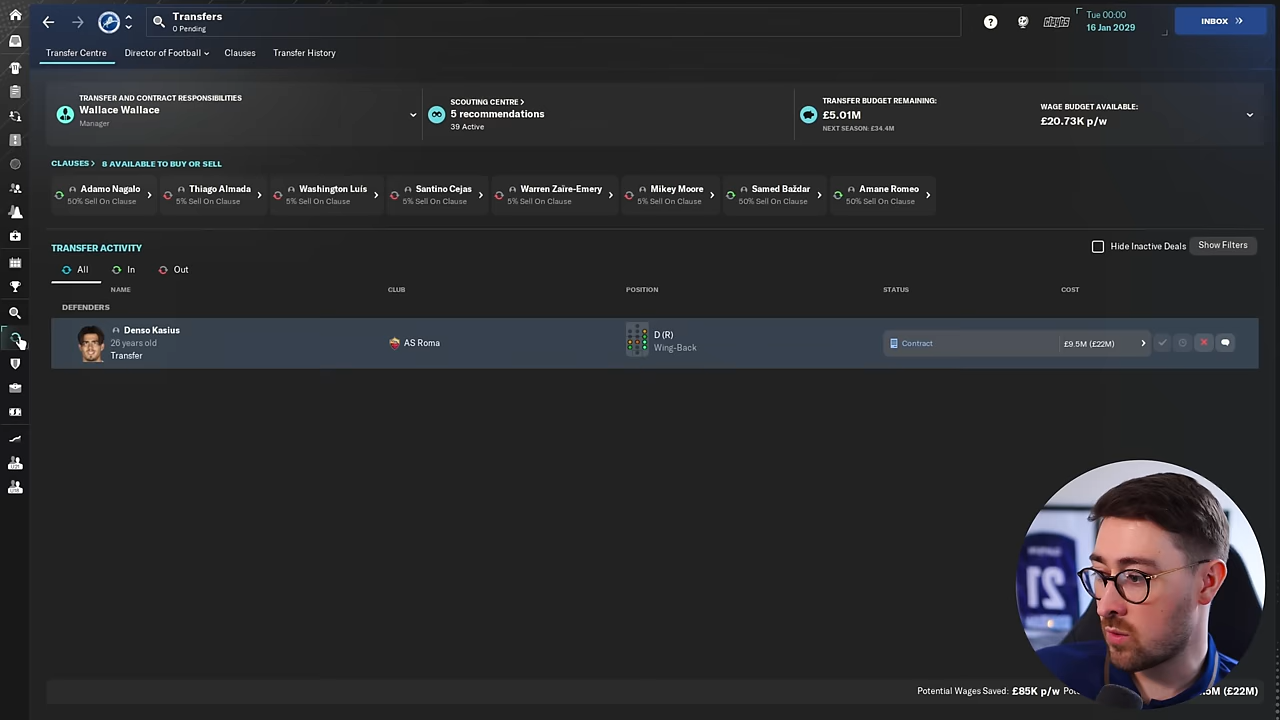 Transfers
0 Pending
clayts
Tue 00:00
16 Jan 2029
INBOX
Transfer Centre
Director of Football
Clauses
Transfer History
TRANSFER AND CONTRACT RESPONSIBILITIES
Wallace Wallace
Manager
SCOUTING CENTRE >
5 recommendations
39 Active
TRANSFER BUDGET REMAINING:
£5.01M
NEXT SEASON: £34.4M
WAGE BUDGET AVAILABLE:
£20.73K p/w
CLAUSES > 8 AVAILABLE TO BUY OR SELL
Adamo Nagalo
50% Sell On Clause
Thiago Almada
5% Sell On Clause
Washington Luís
5% Sell On Clause
Santino Cejas
5% Sell On Clause
Warren Zaïre-Emery
5% Sell On Clause
Mikey Moore
5% Sell On Clause
Samed Baždar
50% Sell On Clause
Amane Romeo
50% Sell On Clause
TRANSFER ACTIVITY
Hide Inactive Deals
Show Filters
All
In
Out
NAME
CLUB
POSITION
STATUS
COST
DEFENDERS
Denso Kasius
26 years old
Transfer
AS Roma
D (R)
Wing-Back
Contract
£9.5M (£22M)
21
Potential Wages Saved: £85K p/w
5M (£22M)